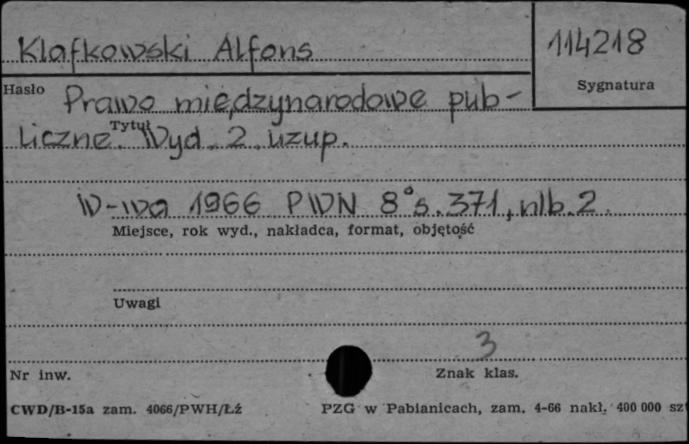 Klafkowski Alfons
114218
Hasło
Sygnatura
Prawo międzynarodowe pub-
liczne. Wyd. 2. uzup.
Tytuł
W-wa 1966 PWN 8° s. 371, nlb. 2.
Miejsce, rok wyd., nakładca, format, objętość
Uwagi
3
Nr inw.
Znak klas.
CWD/B-15a zam. 4066/PWH/Łź
PZG w Pabianicach, zam. 4-66 nakł. 400 000 sz